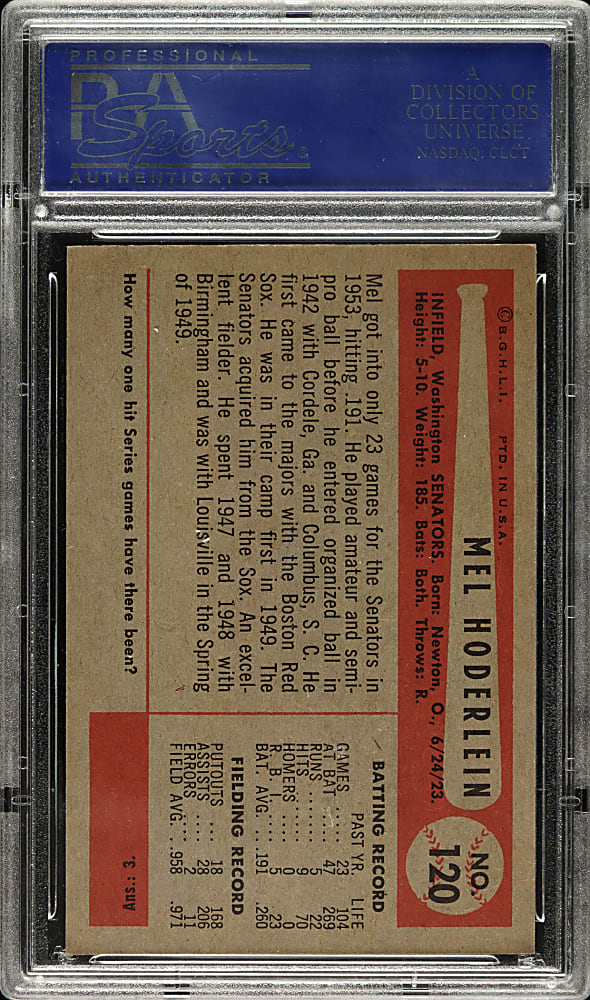 PROFESSIONAL
PSA
Sports
AUTHENTICATOR
A
DIVISION OF
COLLECTORS
UNIVERSE
NASDAQ: CLCT
© B.G.H.L.I. PTD. IN U.S.A.
MEL HODERLEIN
NO.
120
INFIELD, Washington SENATORS. Born: Newton, O., 6/24/23.
Height: 5-10. Weight: 185. Bats: Both. Throws: R.
Mel got into only 23 games for the Senators in
1953, hitting .191. He played amateur and semi-
pro ball before he entered organized ball in
1942 with Cordele, Ga. and Columbus, S. C. He
first came to the majors with the Boston Red
Sox. He was in their camp first in 1949. The
Senators acquired him from the Sox. An excel-
lent fielder. He spent 1947 and 1948 with
Birmingham and was with Louisville in the Spring
of 1949.
BATTING RECORD
PAST YR. LIFE
GAMES ..... 23 104
AT BAT .... 47 269
RUNS ....... 5 22
HITS ........ 9 70
HOMERS .... 0 0
R. B. I. ...... 5 23
BAT. AVG. .. .191 .260
FIELDING RECORD
PUTOUTS ... 18 168
ASSISTS .... 28 206
ERRORS .... 2 11
FIELD AVG. .. .958 .971
How many one hit Series games have there been?
Ans.: 3.